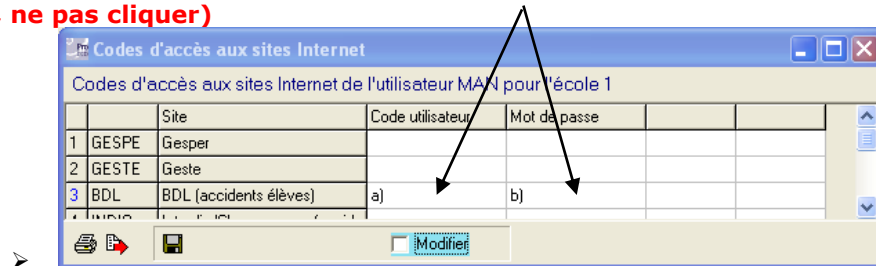 ne pas cliquer)
Codes d'accès aux sites Internet
Codes d'accès aux sites Internet de l'utilisateur MAN pour l'école 1
Site Code utilisateur Mot de passe
1 GESPE Gesper
2 GESTE Geste
3 BDL BDL (accidents élèves) a) b)
Modifier